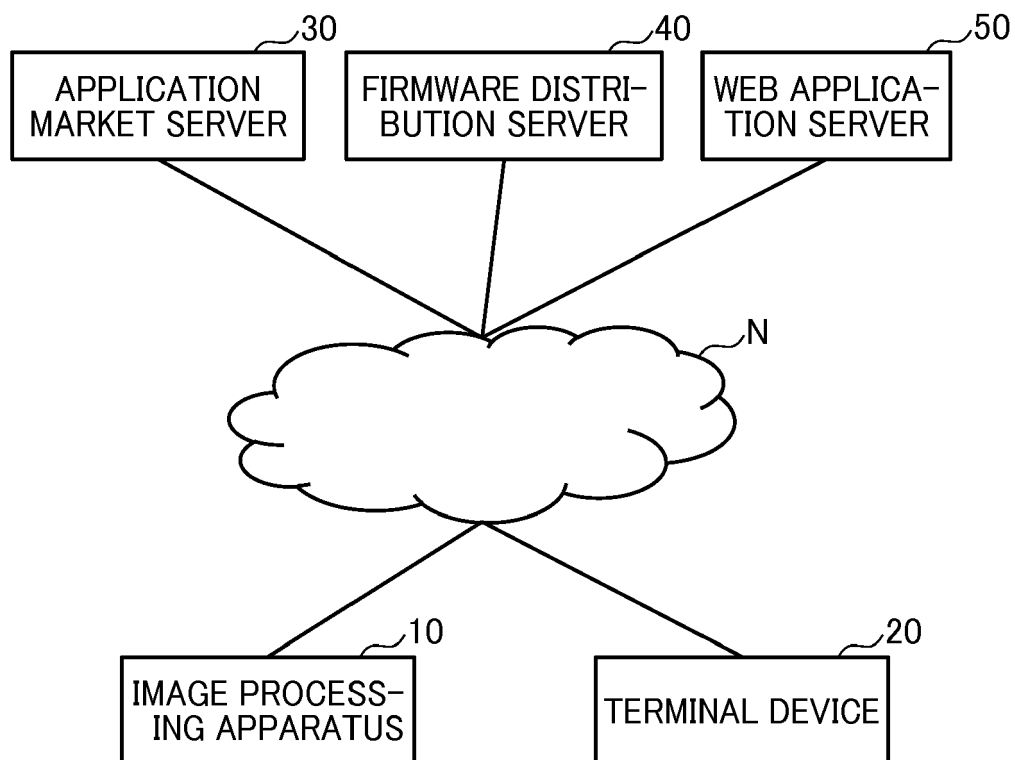 30
40
50
APPLICATION
MARKET SERVER
FIRMWARE DISTRI-
BUTION SERVER
WEB APPLICA-
TION SERVER
N
10
20
IMAGE PROCESS-
ING APPARATUS
TERMINAL DEVICE